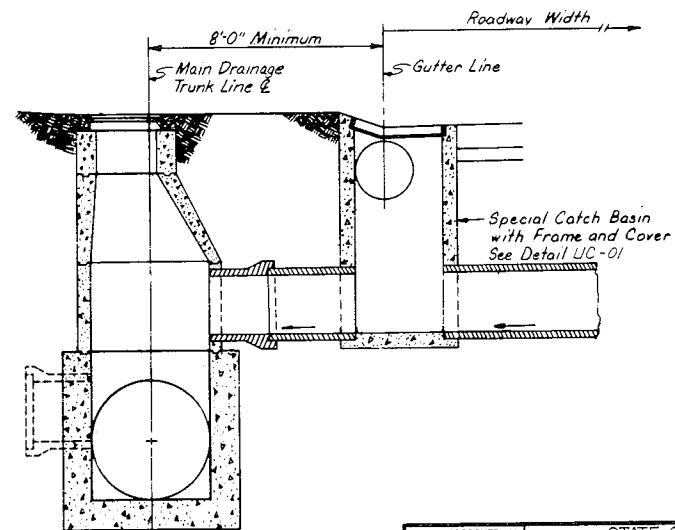 Roadway Width
8'-0" Minimum
Main Drainage
Trunk Line ℄
Gutter Line
Special Catch Basin
with Frame and Cover
See Detail UC-01
STATE